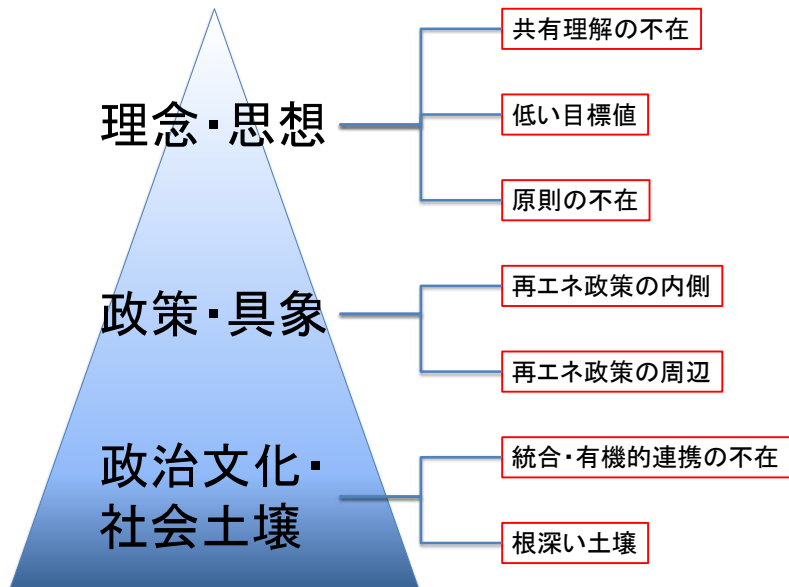 理念・思想
共有理解の不在
低い目標値
原則の不在
政策・具象
再エネ政策の内側
再エネ政策の周辺
政治文化・
社会土壌
統合・有機的連携の不在
根深い土壌